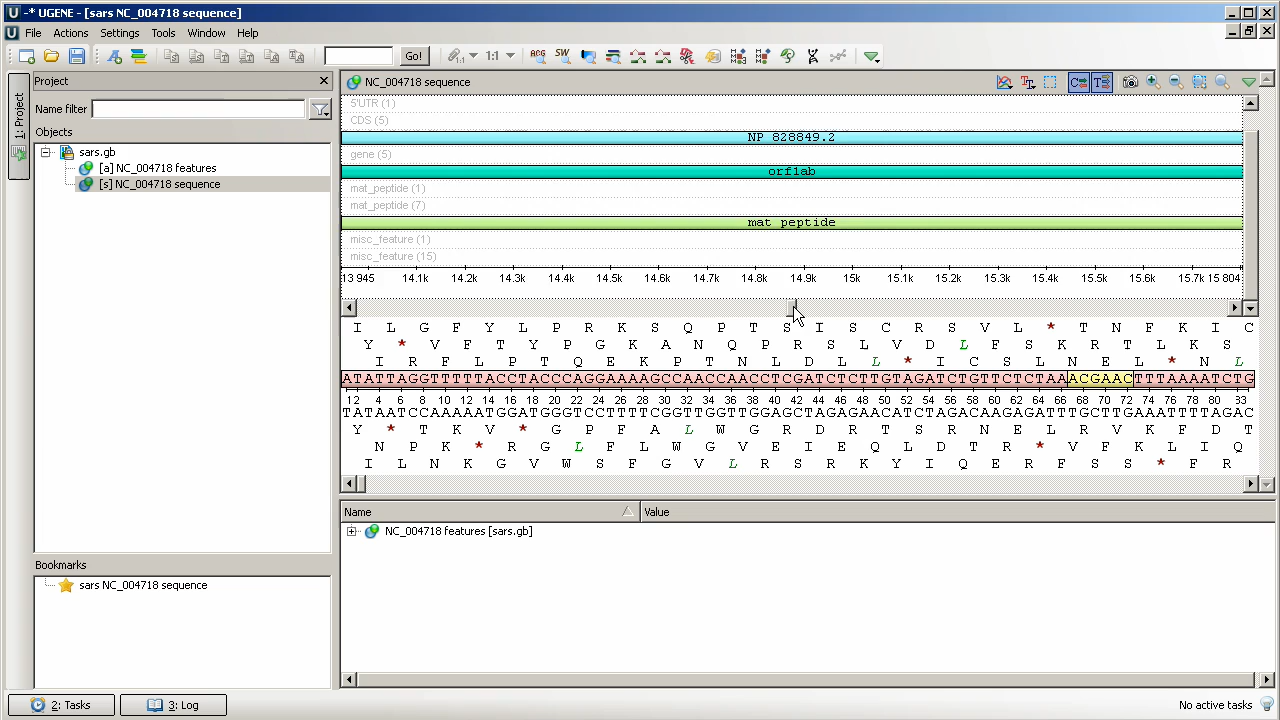 -* UGENE - [sars NC_004718 sequence]
File Actions Settings Tools Window Help
Go!
1:1
ACG
SW
1: Project
Project
Name filter
Objects
sars.gb
[a] NC_004718 features
[s] NC_004718 sequence
Bookmarks
sars NC_004718 sequence
NC_004718 sequence
5'UTR (1)
CDS (5)
NP 828849.2
gene (5)
orf1ab
mat_peptide (1)
mat_peptide (7)
mat peptide
misc_feature (1)
misc_feature (15)
13 945 14.1k 14.2k 14.3k 14.4k 14.5k 14.6k 14.7k 14.8k 14.9k 15k 15.1k 15.2k 15.3k 15.4k 15.5k 15.6k 15.7k 15 804
I L G F Y L P R K S Q P T S I S C R S V L * T N F K I C
Y * V F T Y P G K A N Q P R S L V D L F S K R T L K S
I R F L P T Q E K P T N L D L L * I C S L N E L * N L
ATATTAGGTTTTTACCTACCCAGGAAAAGCCAACCAACCTCGATCTCTTGTAGATCTGTTCTCTAAACGAACTTTAAAATCTG
12 4 6 8 10 12 14 16 18 20 22 24 26 28 30 32 34 36 38 40 42 44 46 48 50 52 54 56 58 60 62 64 66 68 70 72 74 76 78 80 33
TATAATCCAAAAATGGATGGGTCCTTTTCGGTTGGTTGGAGCTAGAGAACATCTAGACAAGAGATTTGCTTGAAATTTTAGAC
Y * T K V * G P F A L W G R D R T S R N E L R V K F D T
N P K * R G L F L W G V E I E Q L D T R * V F K L I Q
I L N K G V W S F G V L R S R K Y I Q E R F S S * F R
Name Value
NC_004718 features [sars.gb]
2: Tasks
3: Log
No active tasks